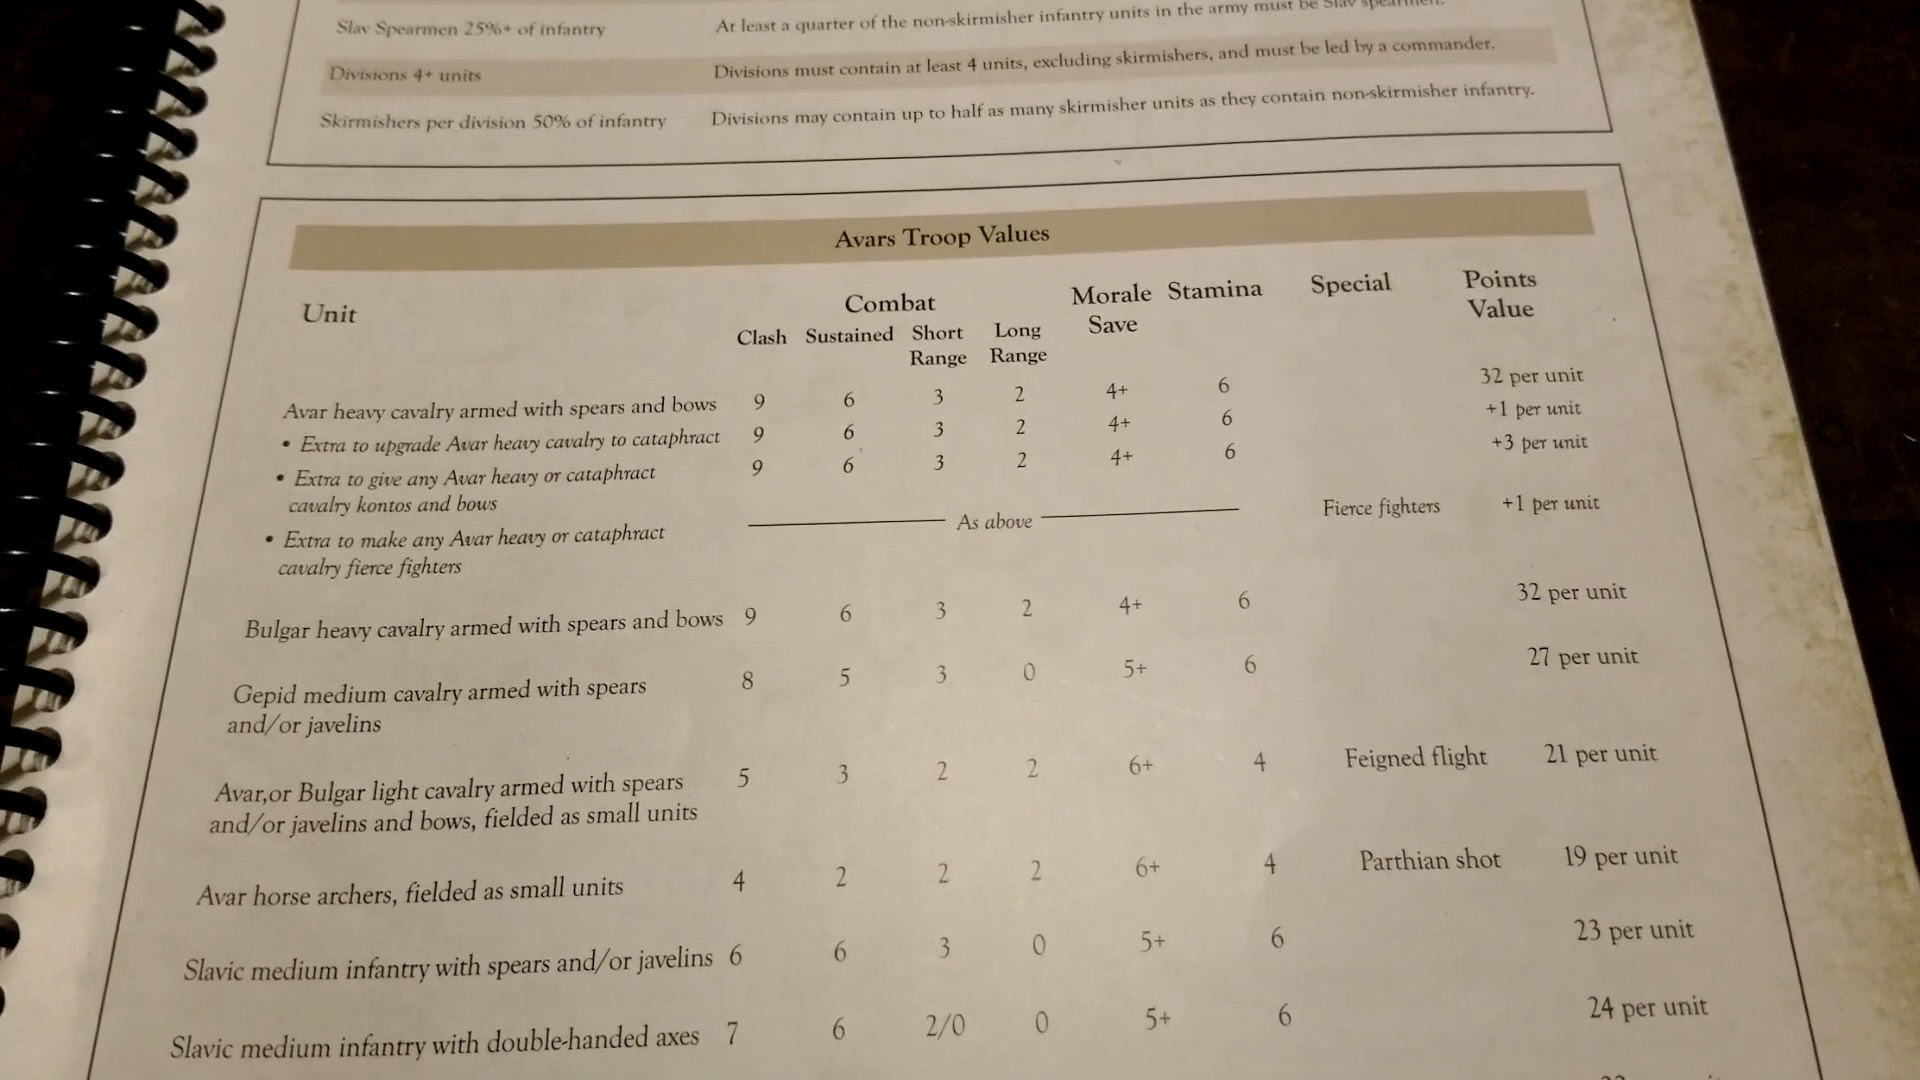 Slav Spearmen 25%+ of infantry At least a quarter of the non-skirmisher infantry units in the army must be Slav spearmen.
Divisions 4+ units Divisions must contain at least 4 units, excluding skirmishers, and must be led by a commander.
Skirmishers per division 50% of infantry Divisions may contain up to half as many skirmisher units as they contain non-skirmisher infantry.
Avars Troop Values
Unit Combat Morale Save Stamina Special Points Value
Clash Sustained Short Range Long Range
Avar heavy cavalry armed with spears and bows 9 6 3 2 4+ 6 32 per unit
• Extra to upgrade Avar heavy cavalry to cataphract 9 6 3 2 4+ 6 +1 per unit
• Extra to give any Avar heavy or cataphract 9 6 3 2 4+ 6 +3 per unit
cavalry kontos and bows
• Extra to make any Avar heavy or cataphract As above Fierce fighters +1 per unit
cavalry fierce fighters
Bulgar heavy cavalry armed with spears and bows 9 6 3 2 4+ 6 32 per unit
Gepid medium cavalry armed with spears 8 5 3 0 5+ 6 27 per unit
and/or javelins
Avar,or Bulgar light cavalry armed with spears 5 3 2 2 6+ 4 Feigned flight 21 per unit
and/or javelins and bows, fielded as small units
Avar horse archers, fielded as small units 4 2 2 2 6+ 4 Parthian shot 19 per unit
Slavic medium infantry with spears and/or javelins 6 6 3 0 5+ 6 23 per unit
Slavic medium infantry with double-handed axes 7 6 2/0 0 5+ 6 24 per unit